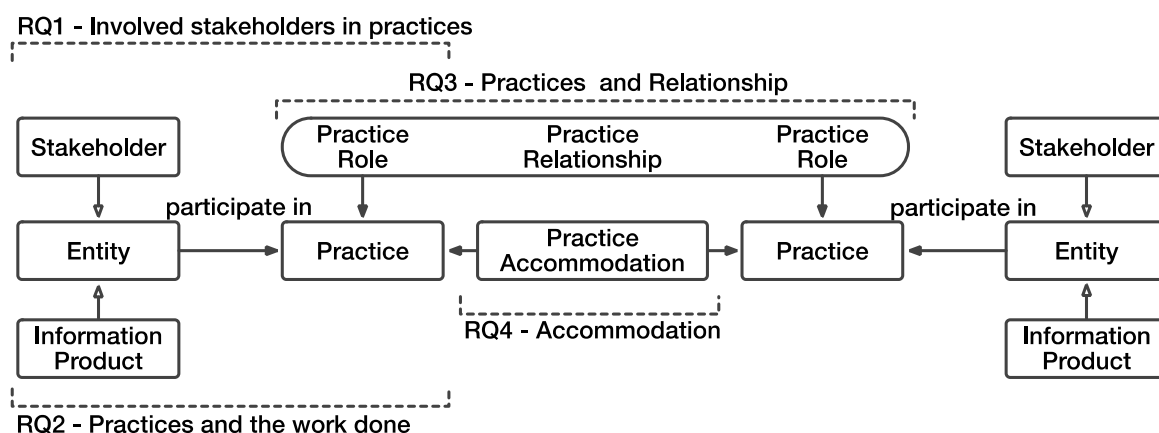 RQ1 - Involved stakeholders in practices
RQ3 - Practices and Relationship
Stakeholder
Practice
Role
Practice
Relationship
Practice
Role
Stakeholder
participate in
participate in
Entity
Practice
Practice
Accommodation
Practice
Entity
Information
Product
RQ4 - Accommodation
Information
Product
RQ2 - Practices and the work done